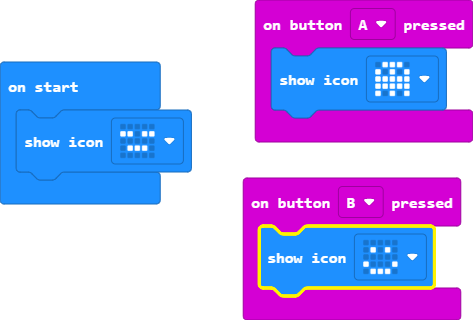 on start
show icon
on button A pressed
show icon
on button B pressed
show icon